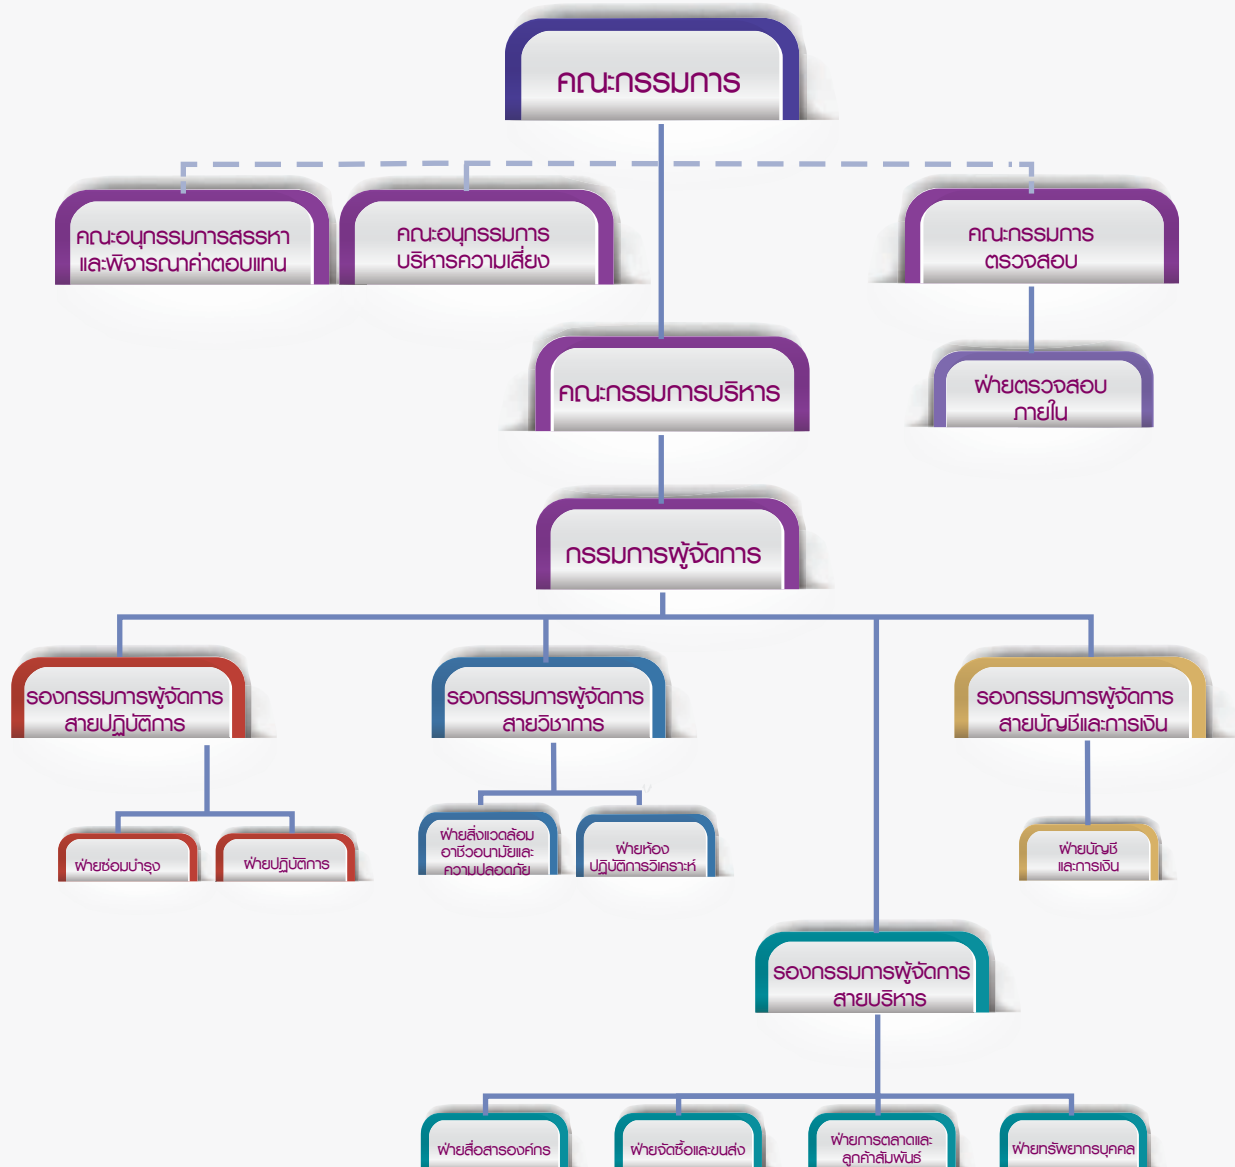 คณะกรรมการ
คณะอนุกรรมการสรรหา
และพิจารณาค่าตอบแทน
คณะอนุกรรมการ
บริหารความเสี่ยง
คณะกรรมการ
ตรวจสอบ
คณะกรรมการบริหาร
ฝ่ายตรวจสอบ
ภายใน
กรรมการผู้จัดการ
รองกรรมการผู้จัดการ
สายปฏิบัติการ
รองกรรมการผู้จัดการ
สายวิชาการ
รองกรรมการผู้จัดการ
สายบัญชีและการเงิน
ฝ่ายซ่อมบำรุง
ฝ่ายปฏิบัติการ
ฝ่ายสิ่งแวดล้อม
อาชีวอนามัยและ
ความปลอดภัย
ฝ่ายห้อง
ปฏิบัติการวิเคราะห์
ฝ่ายบัญชี
และการเงิน
รองกรรมการผู้จัดการ
สายบริหาร
ฝ่ายสื่อสารองค์กร
ฝ่ายจัดซื้อและขนส่ง
ฝ่ายการตลาดและ
ลูกค้าสัมพันธ์
ฝ่ายทรัพยากรบุคคล